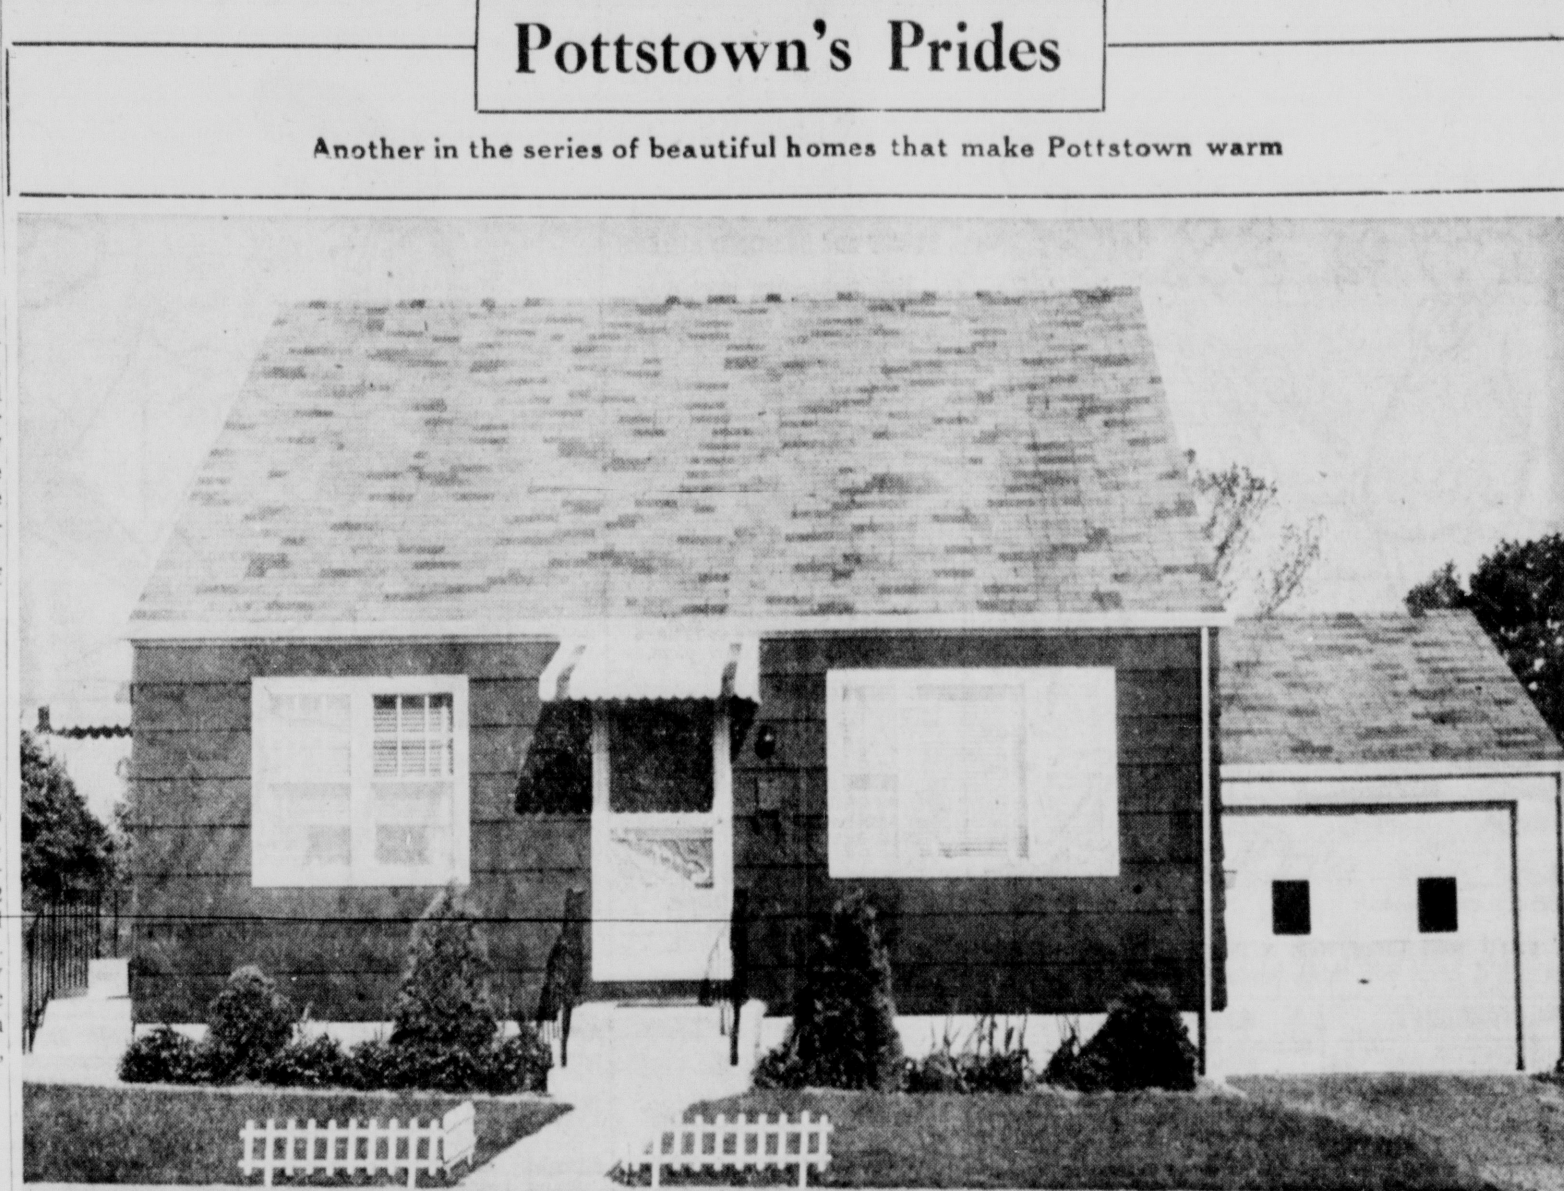 Pottstown's Prides
Another in the series of beautiful homes that make Pottstown warm